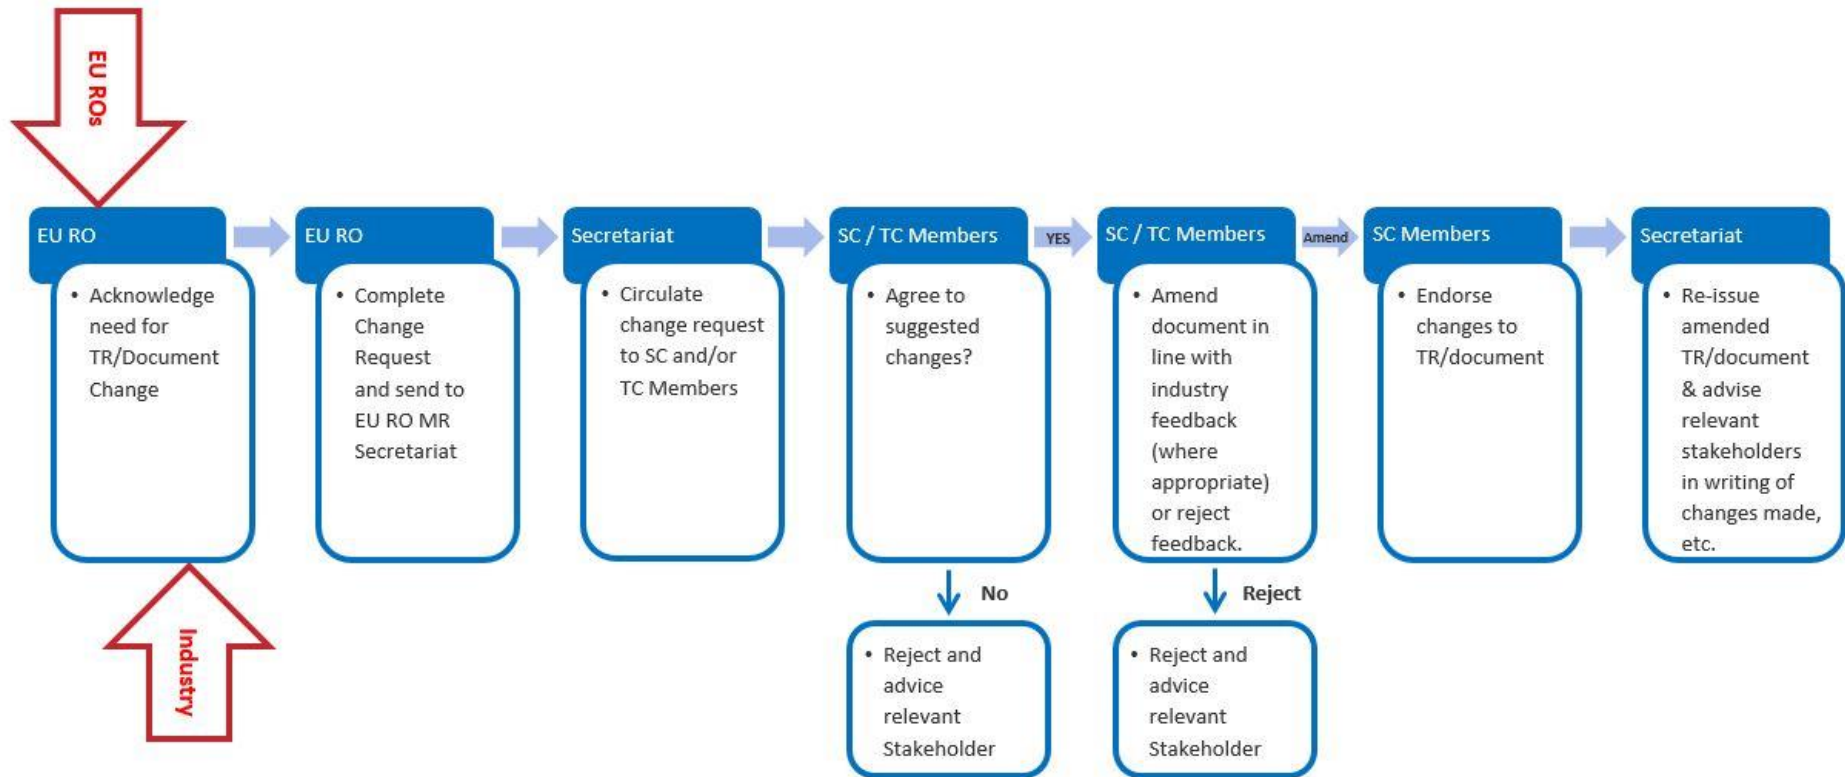 EU ROs
EU RO
• Acknowledge
need for
TR/Document
Change
Industry
EU RO
• Complete
Change
Request
and send to
EU RO MR
Secretariat
Secretariat
• Circulate
change request
to SC and/or
TC Members
SC / TC Members
• Agree to
suggested
changes?
YES
No
• Reject and
advice
relevant
Stakeholder
SC / TC Members
• Amend
document in
line with
industry
feedback
(where
appropriate)
or reject
feedback.
Amend
Reject
• Reject and
advice
relevant
Stakeholder
SC Members
• Endorse
changes to
TR/document
Secretariat
• Re-issue
amended
TR/document
& advise
relevant
stakeholders
in writing of
changes made,
etc.